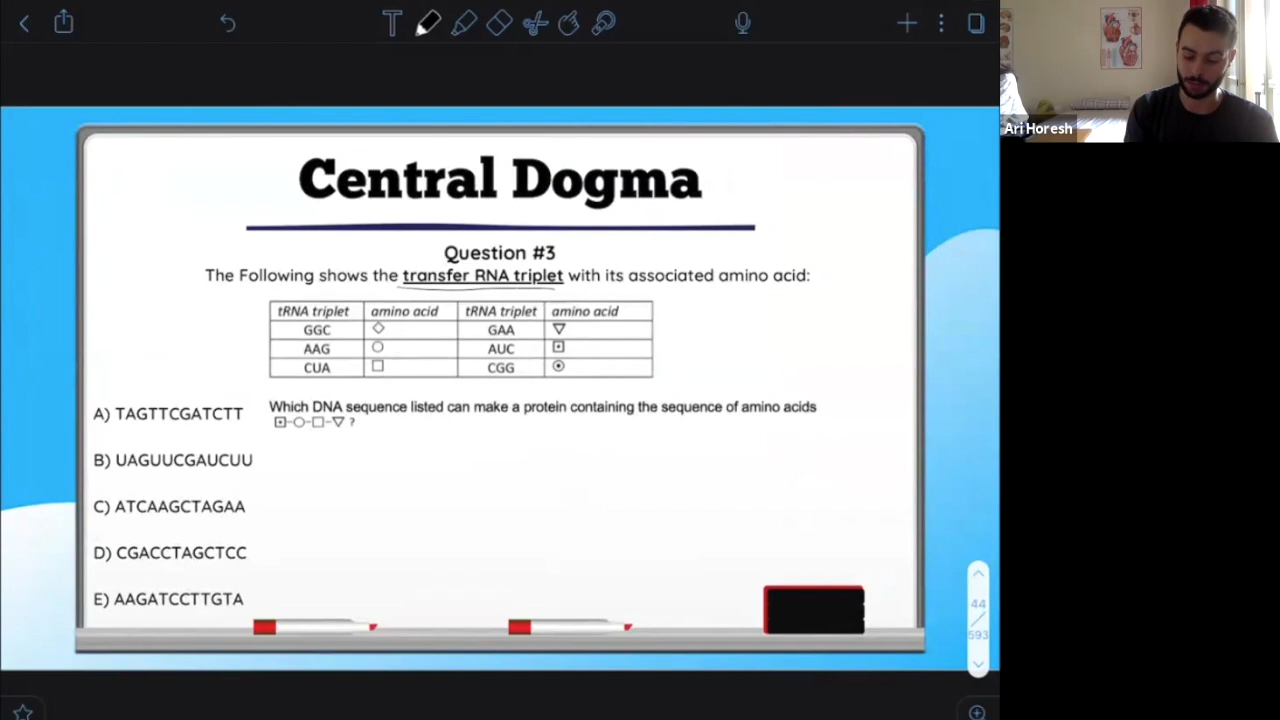 Ari Horesh
Central Dogma
Question #3
The Following shows the transfer RNA triplet with its associated amino acid:
tRNA triplet amino acid tRNA triplet amino acid
GGC ◇ GAA ▽
AAG ○ AUC ⊡
CUA □ CGG ⊙
Which DNA sequence listed can make a protein containing the sequence of amino acids
⊡-○-□-▽ ?
A) TAGTTCGATCTT
B) UAGUUCGAUCUU
C) ATCAAGCTAGAA
D) CGACCTAGCTCC
E) AAGATCCTTGTA
44
593